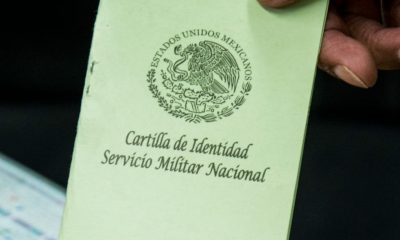 ESTADOS UNIDOS MEXICANOS
Cartilla de Identidad
Servicio Militar Nacional